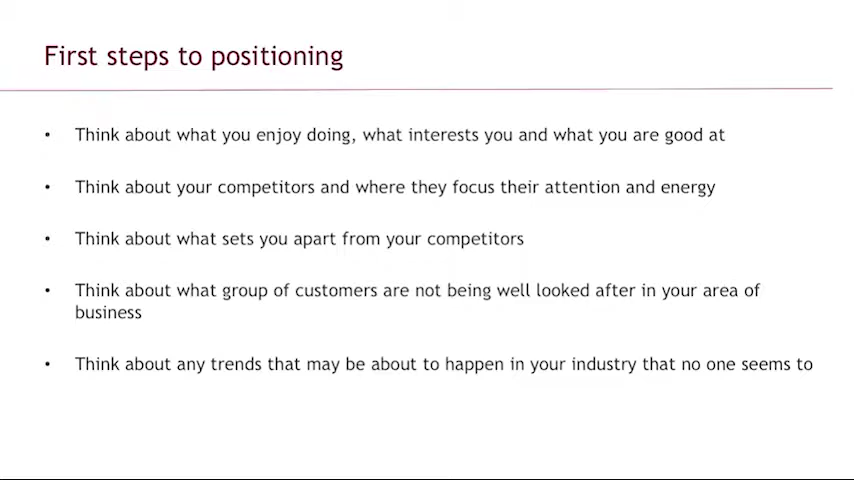 First steps to positioning
• Think about what you enjoy doing, what interests you and what you are good at
• Think about your competitors and where they focus their attention and energy
• Think about what sets you apart from your competitors
• Think about what group of customers are not being well looked after in your area of
business
• Think about any trends that may be about to happen in your industry that no one seems to